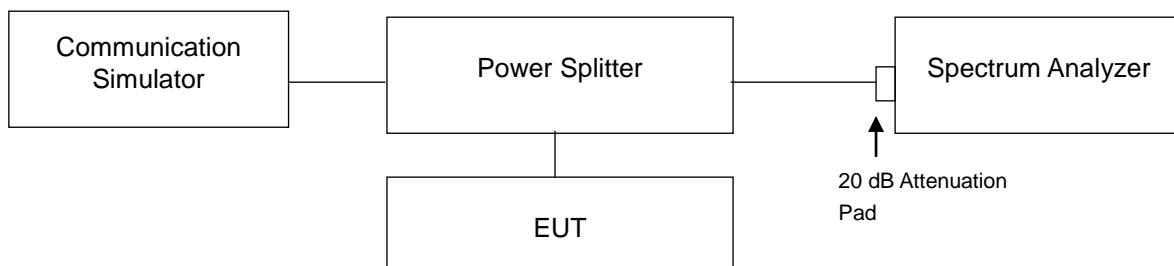 Communication
Simulator
Power Splitter
Spectrum Analyzer
20 dB Attenuation
Pad
EUT